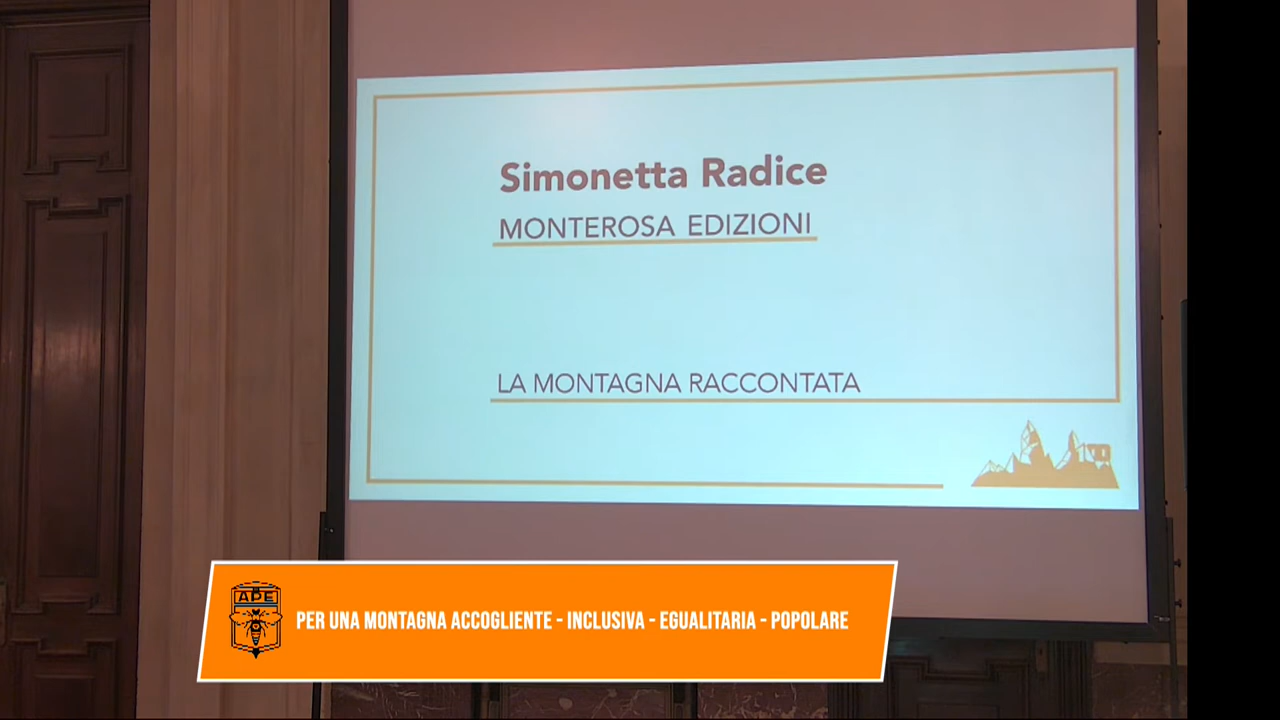 Simonetta Radice
MONTEROSA EDIZIONI
LA MONTAGNA RACCONTATA
APE
PER UNA MONTAGNA ACCOGLIENTE - INCLUSIVA - EGUALITARIA - POPOLARE